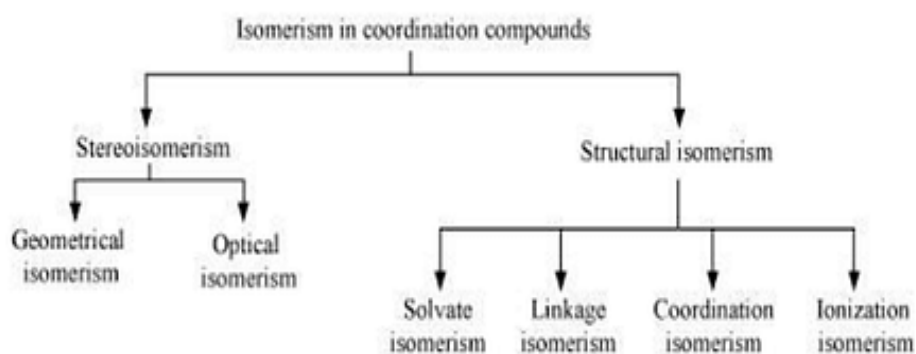 Isomerism in coordination compounds
Stereoisomerism
Structural isomerism
Geometrical
isomerism
Optical
isomerism
Solvate
isomerism
Linkage
isomerism
Coordination
isomerism
Ionization
isomerism